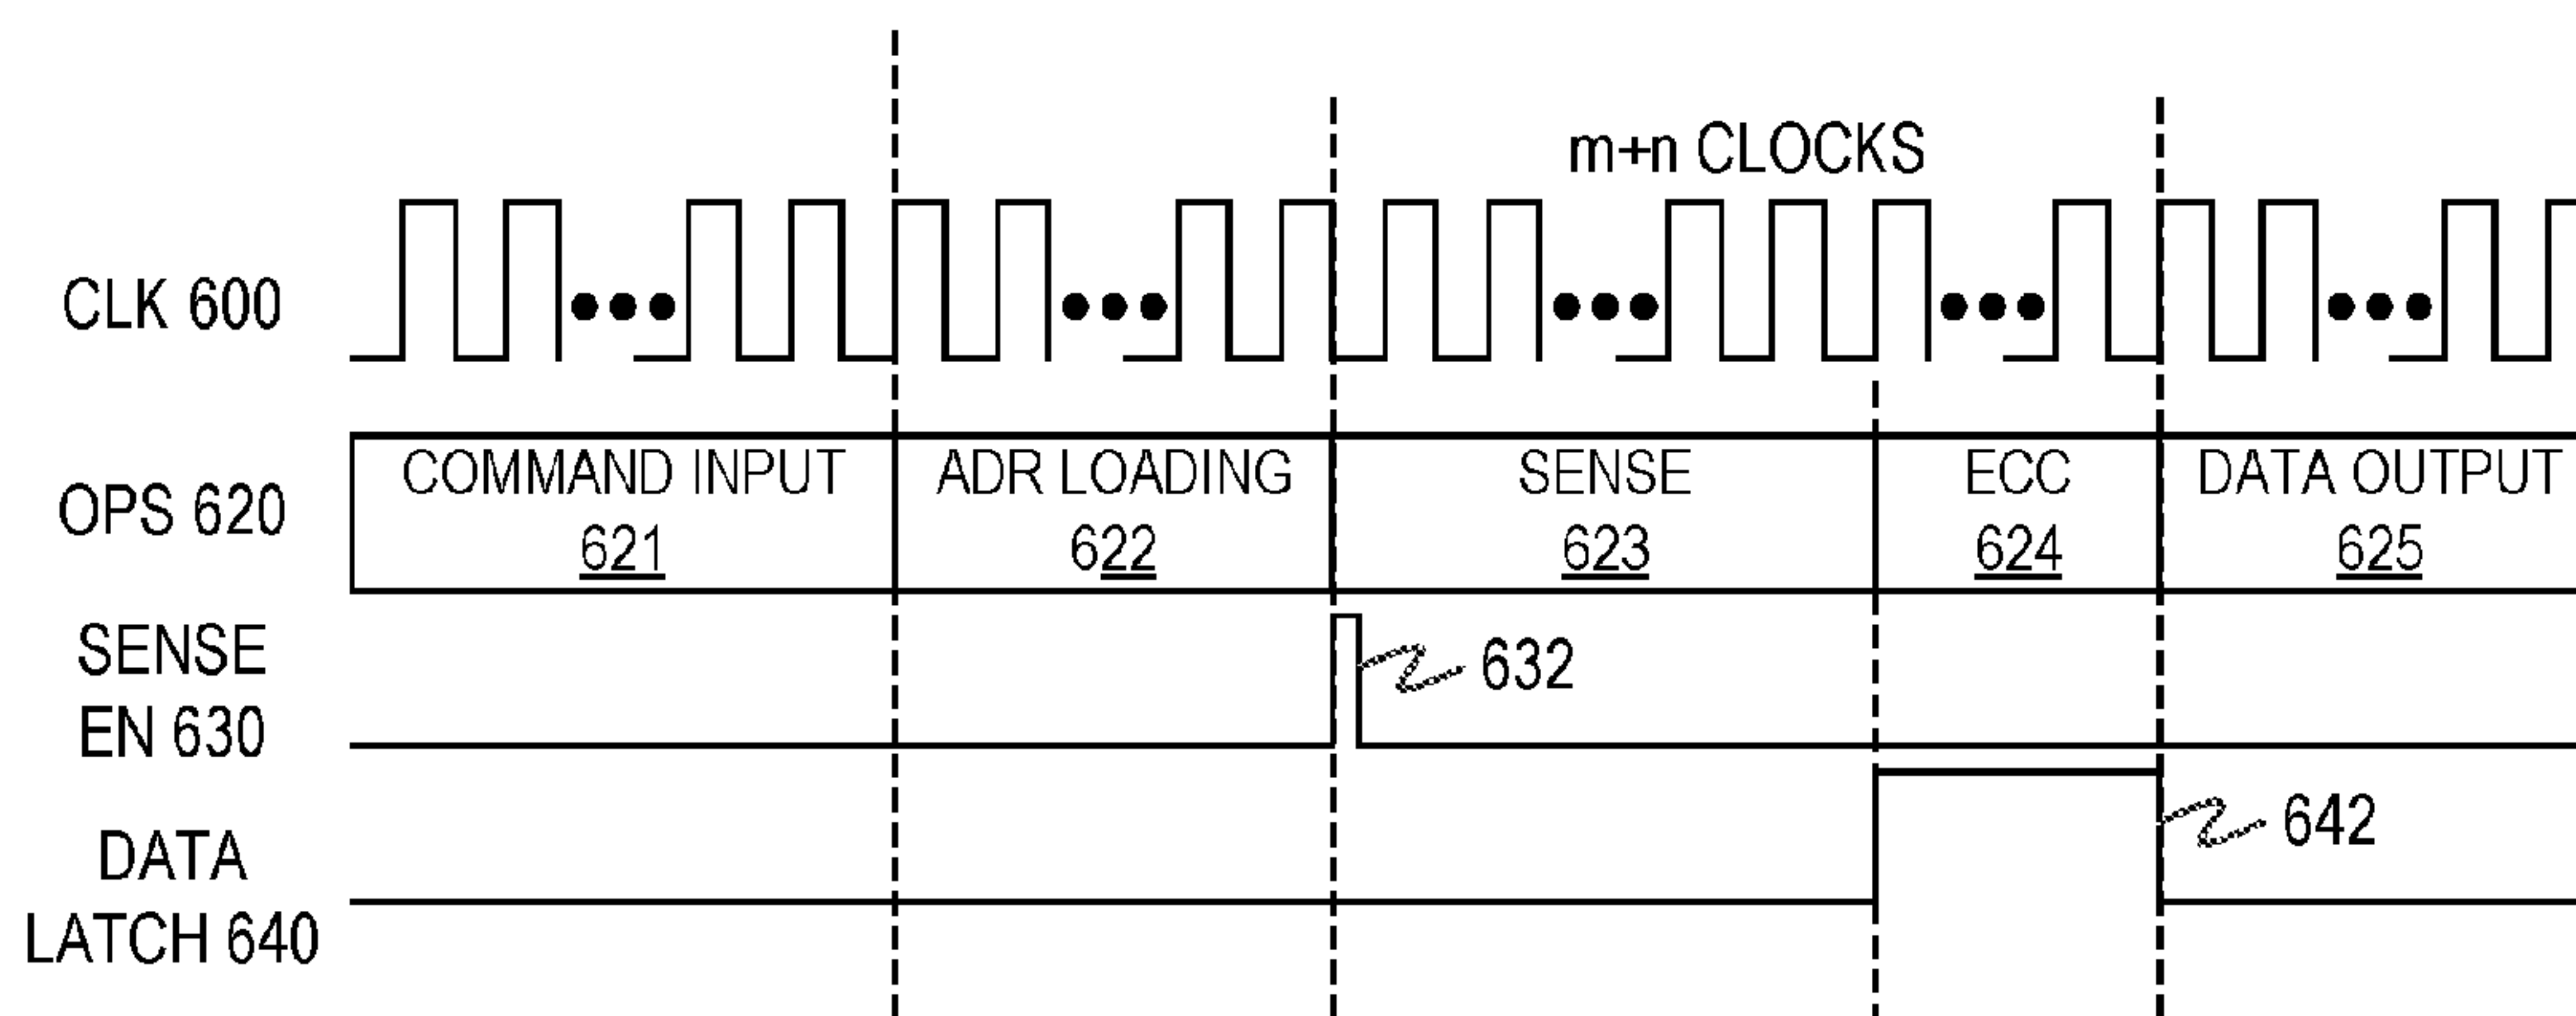 m+n CLOCKS
CLK 600
OPS 620
COMMAND INPUT
621
ADR LOADING
622
SENSE
623
ECC
624
DATA OUTPUT
625
SENSE
EN 630
632
DATA
LATCH 640
642